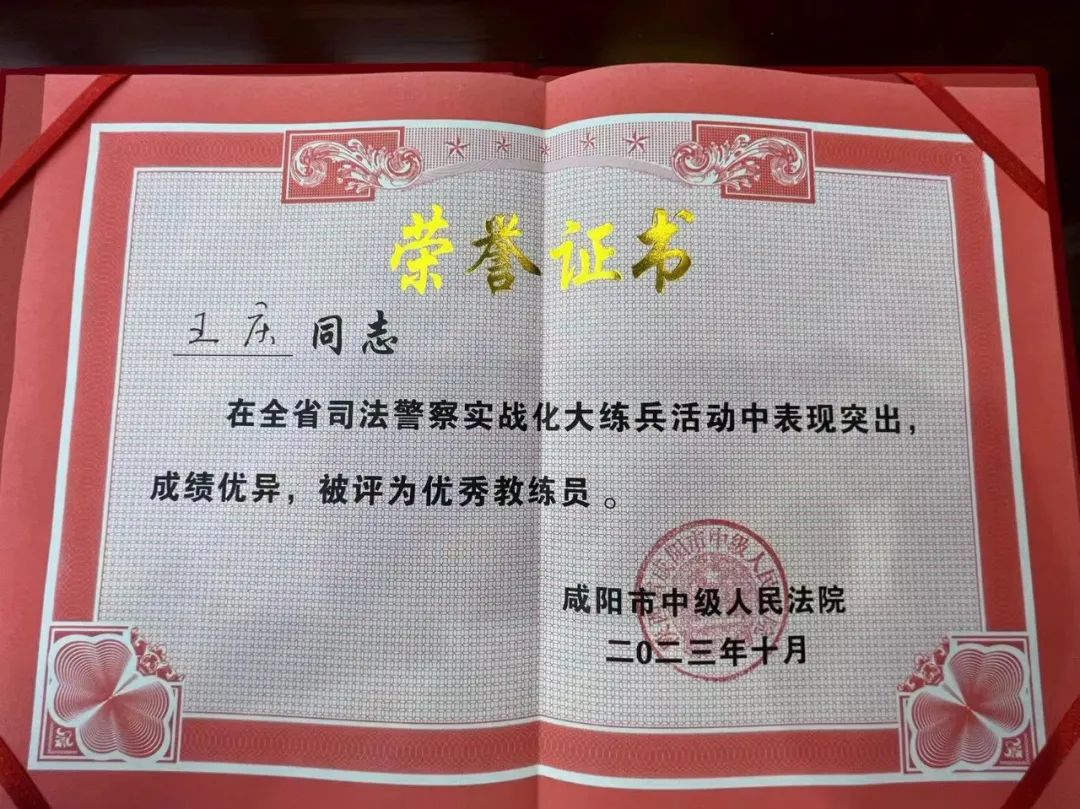 荣誉证书
王庆 同志
在全省司法警察实战化大练兵活动中表现突出，
成绩优异，被评为优秀教练员。
咸阳市中级人民法院
二0二三年十月